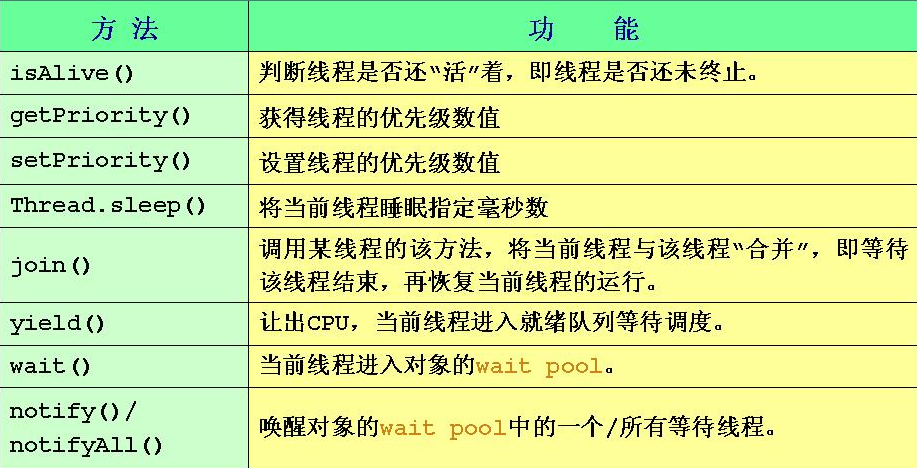 方 法 功 能
isAlive() 判断线程是否还“活”着，即线程是否还未终止。
getPriority() 获得线程的优先级数值
setPriority() 设置线程的优先级数值
Thread.sleep() 将当前线程睡眠指定毫秒数
join() 调用某线程的该方法，将当前线程与该线程“合并”，即等待
该线程结束，再恢复当前线程的运行。
yield() 让出CPU，当前线程进入就绪队列等待调度。
wait() 当前线程进入对象的wait pool。
notify()/
notifyAll() 唤醒对象的wait pool中的一个/所有等待线程。